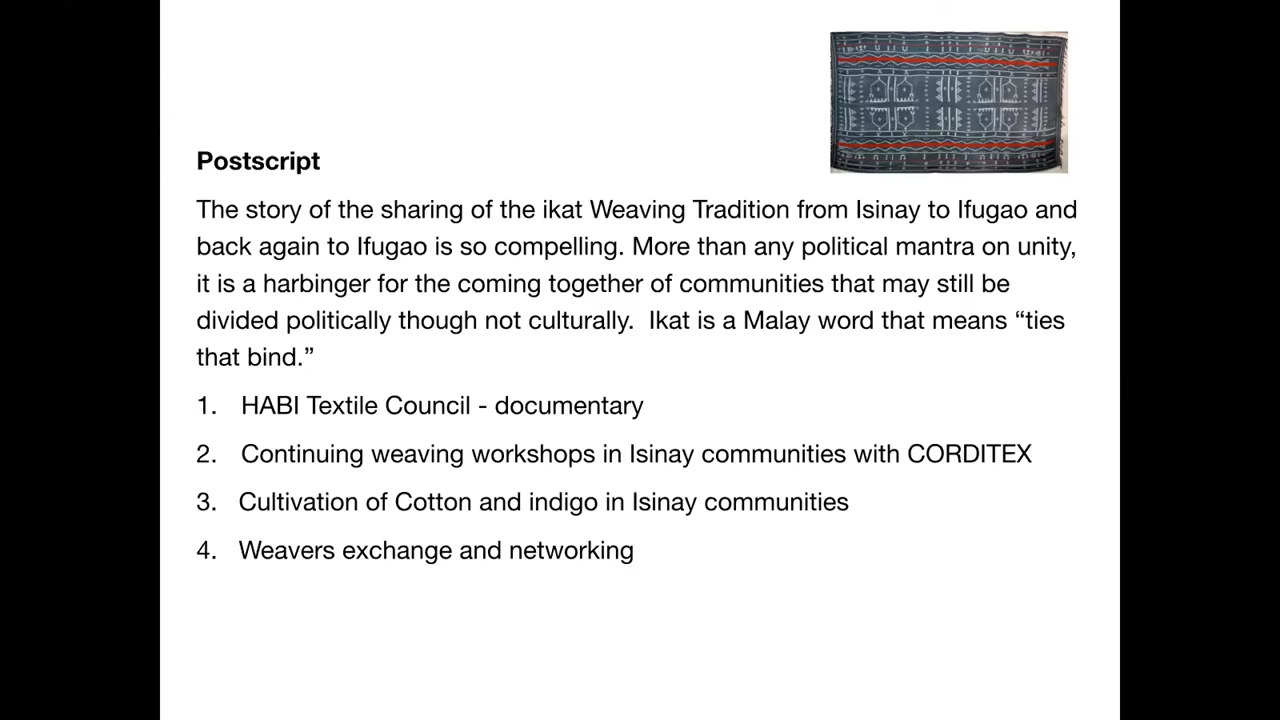 Postscript
The story of the sharing of the ikat Weaving Tradition from Isinay to Ifugao and
back again to Ifugao is so compelling. More than any political mantra on unity,
it is a harbinger for the coming together of communities that may still be
divided politically though not culturally.  Ikat is a Malay word that means “ties
that bind.”
1. HABI Textile Council - documentary
2. Continuing weaving workshops in Isinay communities with CORDITEX
3. Cultivation of Cotton and indigo in Isinay communities
4. Weavers exchange and networking